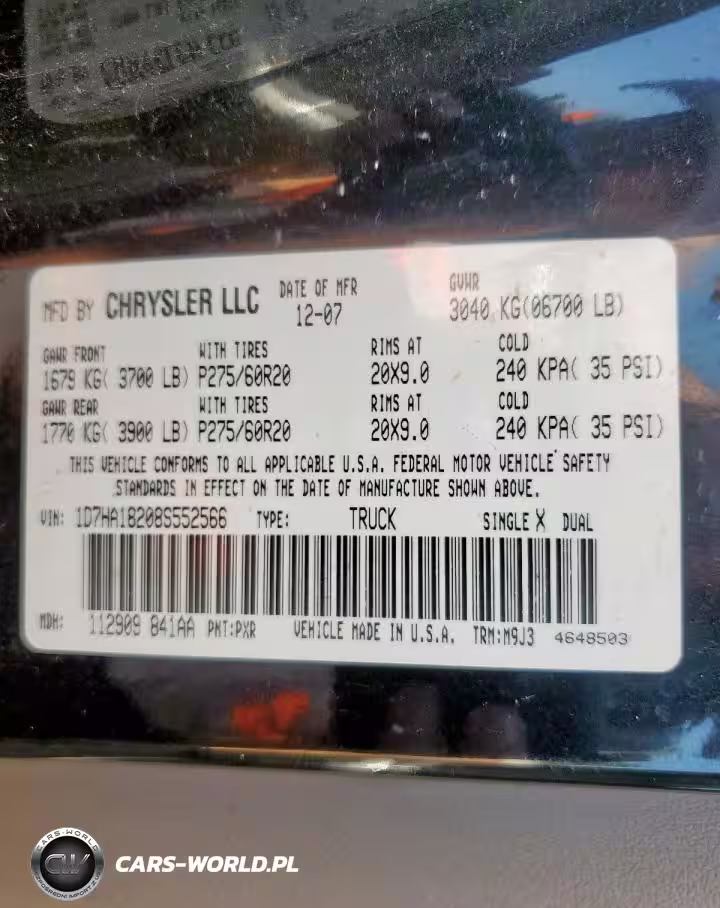 MFD BY CHRYSLER LLC DATE OF MFR 12-07 GVWR 3040 KG(06700 LB)
GAWR FRONT WITH TIRES RIMS AT COLD
1679 KG( 3700 LB) P275/60R20 20X9.0 240 KPA( 35 PSI)
GAWR REAR WITH TIRES RIMS AT COLD
1770 KG( 3900 LB) P275/60R20 20X9.0 240 KPA( 35 PSI)
THIS VEHICLE CONFORMS TO ALL APPLICABLE U.S.A. FEDERAL MOTOR VEHICLE SAFETY
STANDARDS IN EFFECT ON THE DATE OF MANUFACTURE SHOWN ABOVE.
VIN: 1D7HA18208S552566 TYPE: TRUCK SINGLE X DUAL
MDH: 112909 841AA PNT:PXR VEHICLE MADE IN U.S.A. TRM:M9J3 4648503
CARS-WORLD
CW
CARS-WORLD.PL